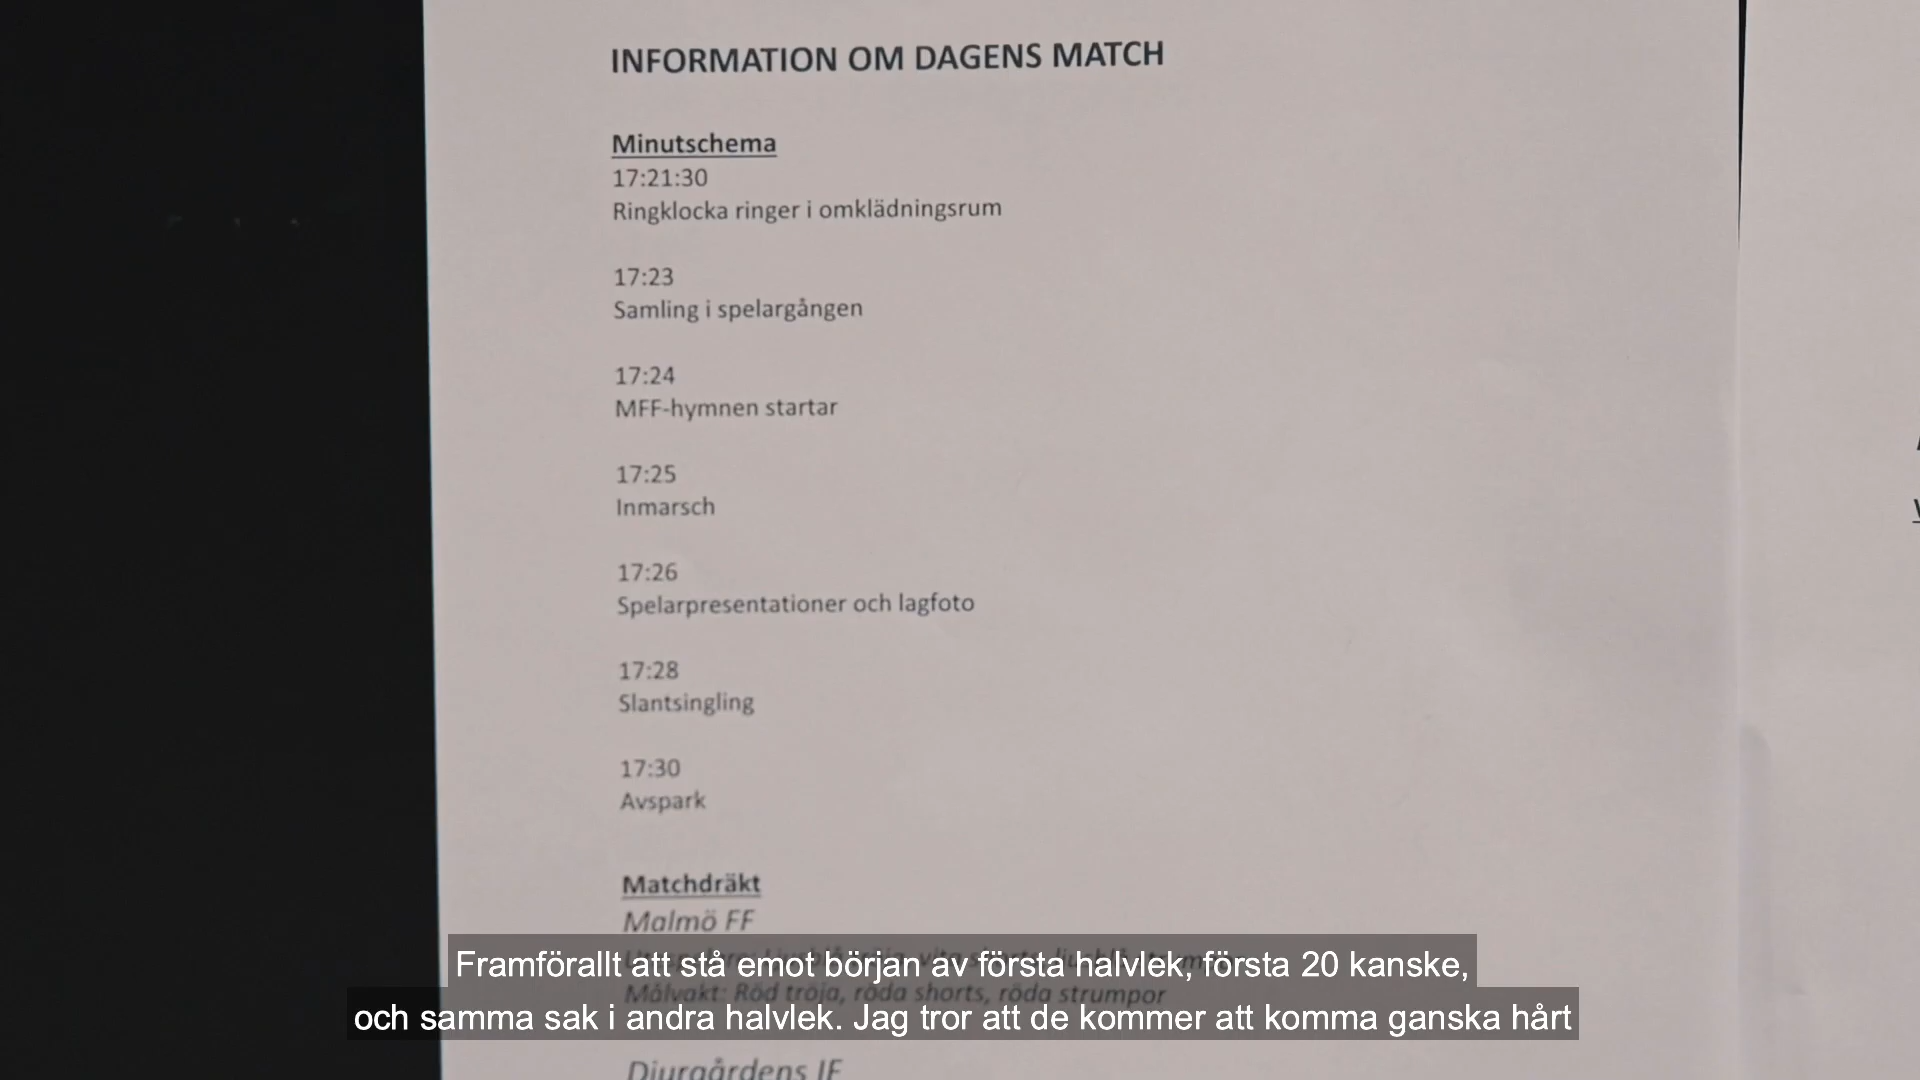 INFORMATION OM DAGENS MATCH
Minutschema
17:21:30
Ringklocka ringer i omklädningsrum
17:23
Samling i spelargången
17:24
MFF-hymnen startar
17:25
Inmarsch
17:26
Spelarpresentationer och lagfoto
17:28
Slantsingling
17:30
Avspark
Matchdräkt
Malmö FF
Målvakt: Röd tröja, röda shorts, röda strumpor
Djurgårdens IF
Framförallt att stå emot början av första halvlek, första 20 kanske,
och samma sak i andra halvlek. Jag tror att de kommer att komma ganska hårt